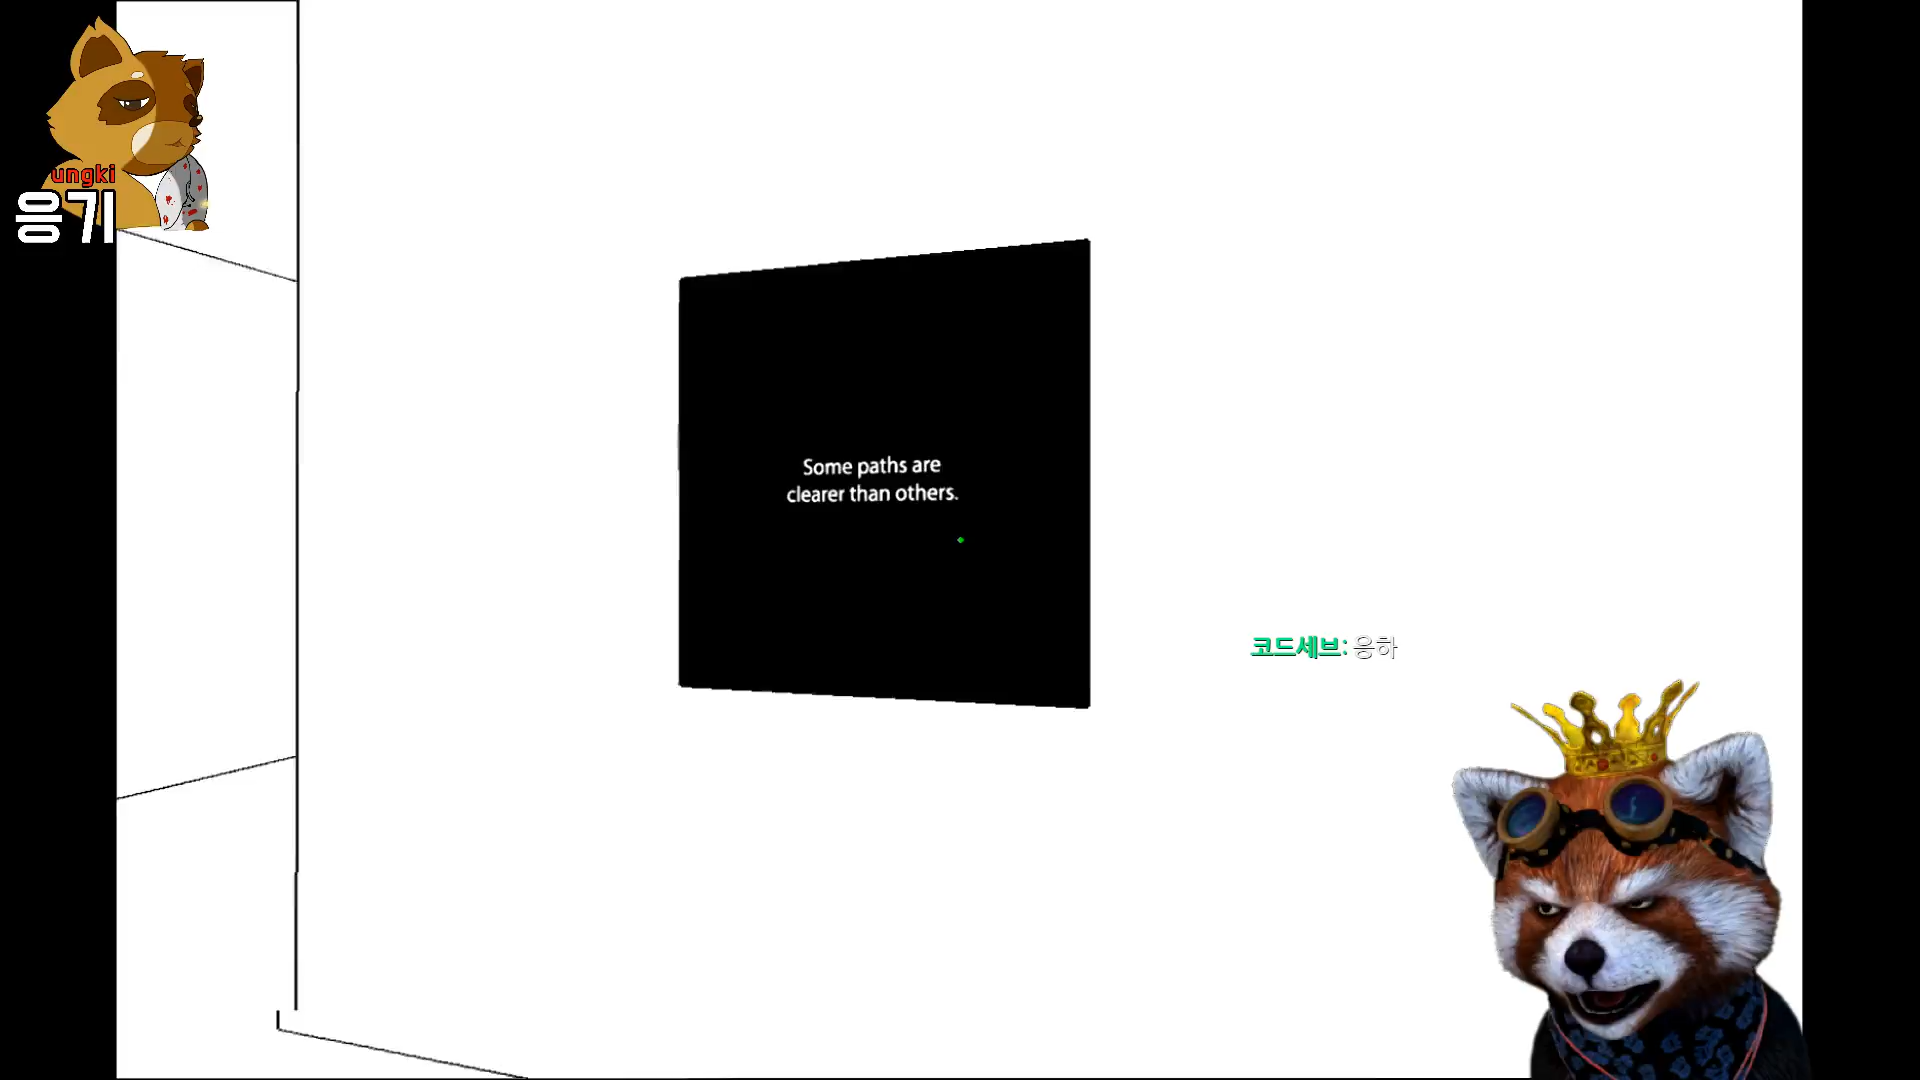 ungki
응기
Some paths are
clearer than others.
코드세브: 응하